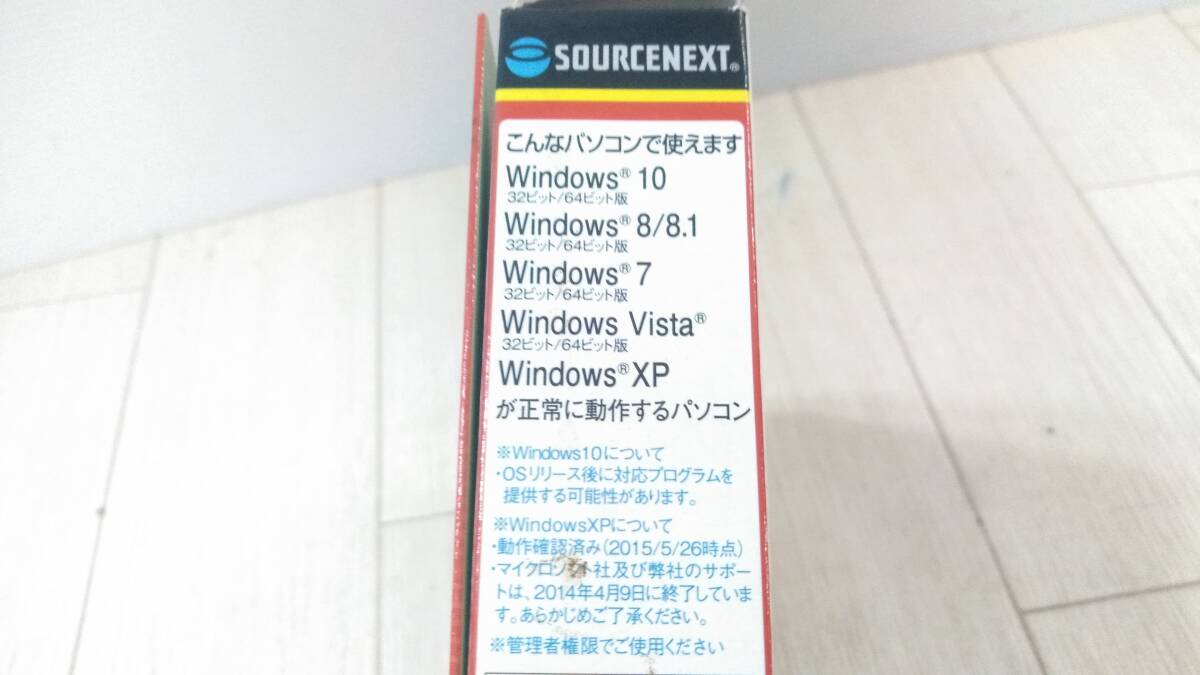 SOURCENEXT®
こんなパソコンで使えます
Windows® 10
32ビット/64ビット版
Windows® 8/8.1
32ビット/64ビット版
Windows® 7
32ビット/64ビット版
Windows Vista®
32ビット/64ビット版
Windows® XP
が正常に動作するパソコン
※Windows10について
・OSリリース後に対応プログラムを
提供する可能性があります。
※WindowsXPについて
・動作確認済み(2015/5/26時点)
・マイクロソフト社及び弊社のサポー
トは、2014年4月9日に終了していま
す。あらかじめご了承ください。
※管理者権限でご使用ください